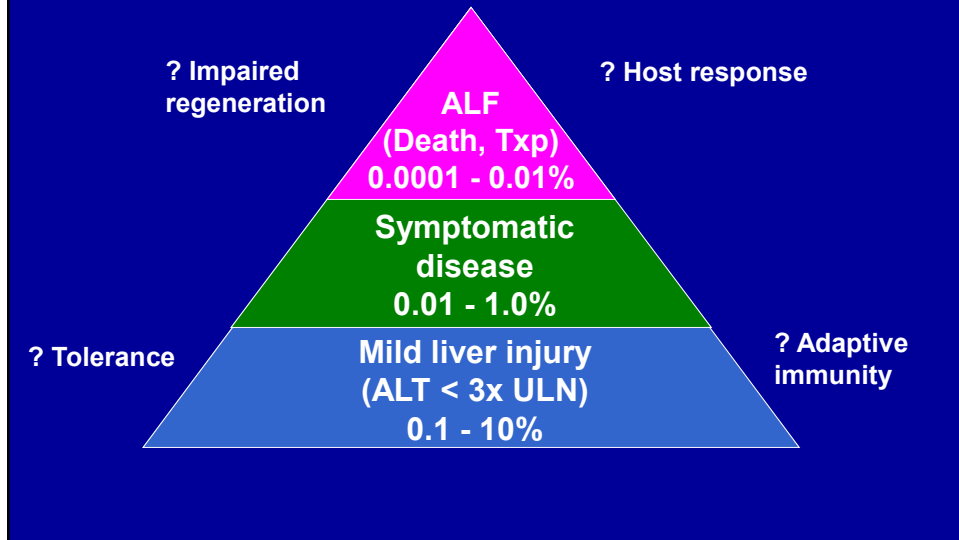 ? Impaired
regeneration
? Host response
ALF
(Death, Txp)
0.0001 - 0.01%
Symptomatic
disease
0.01 - 1.0%
? Tolerance
Mild liver injury
(ALT < 3x ULN)
0.1 - 10%
? Adaptive
immunity